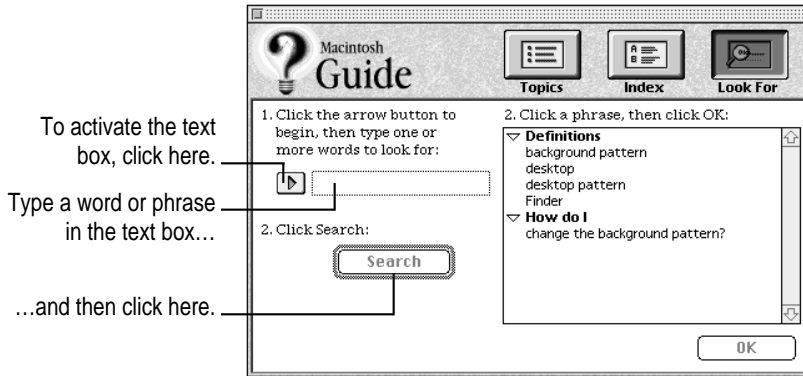 Macintosh
Guide
Topics
Index
Look For
To activate the text
box, click here.
Type a word or phrase
in the text box…
…and then click here.
1. Click the arrow button to
begin, then type one or
more words to look for:
2. Click Search:
Search
2. Click a phrase, then click OK:
Definitions
background pattern
desktop
desktop pattern
Finder
How do I
change the background pattern?
OK